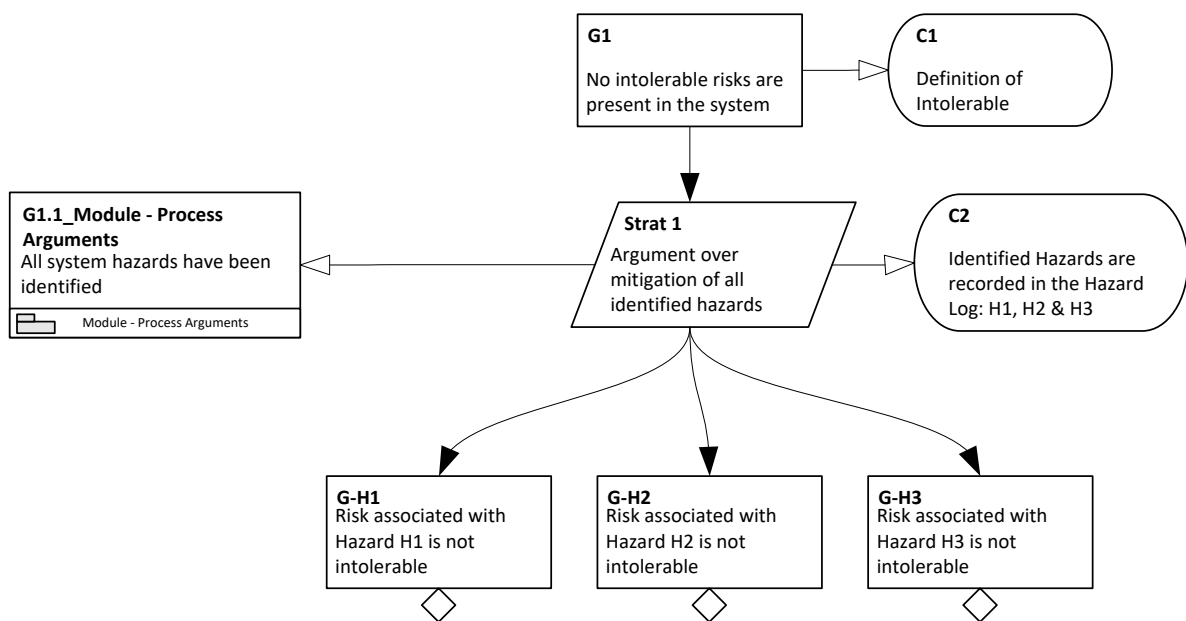 G1
No intolerable risks are
present in the system
C1
Definition of
Intolerable
G1.1_Module - Process
Arguments
All system hazards have been
identified
Module - Process Arguments
Strat 1
Argument over
mitigation of all
identified hazards
C2
Identified Hazards are
recorded in the Hazard
Log: H1, H2 & H3
G-H1
Risk associated with
Hazard H1 is not
intolerable
G-H2
Risk associated with
Hazard H2 is not
intolerable
G-H3
Risk associated with
Hazard H3 is not
intolerable